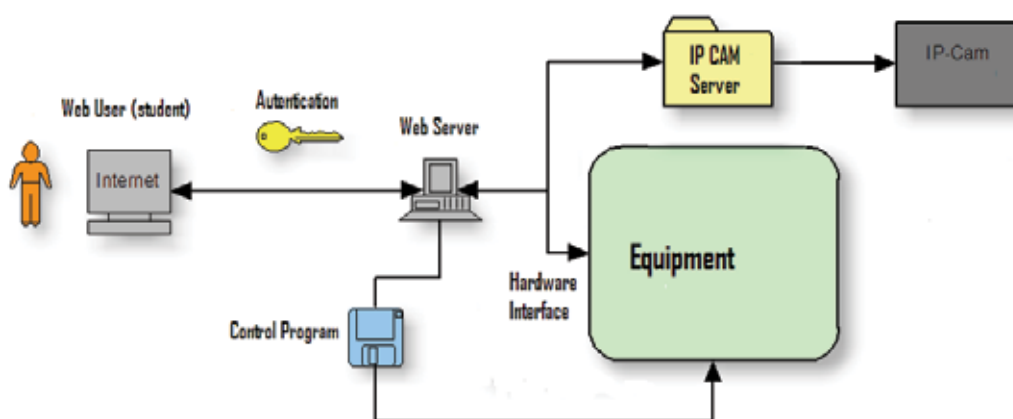 Web User (student)
Autentication
Web Server
IP CAM
Server
IP-Cam
Internet
Equipment
Hardware
Interface
Control Program